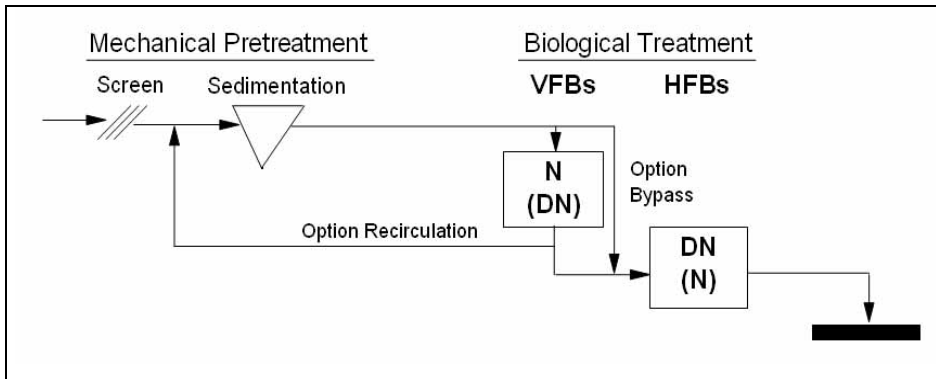 Mechanical Pretreatment
Biological Treatment
Screen
Sedimentation
VFBs
HFBs
N
(DN)
Option
Bypass
Option Recirculation
DN
(N)